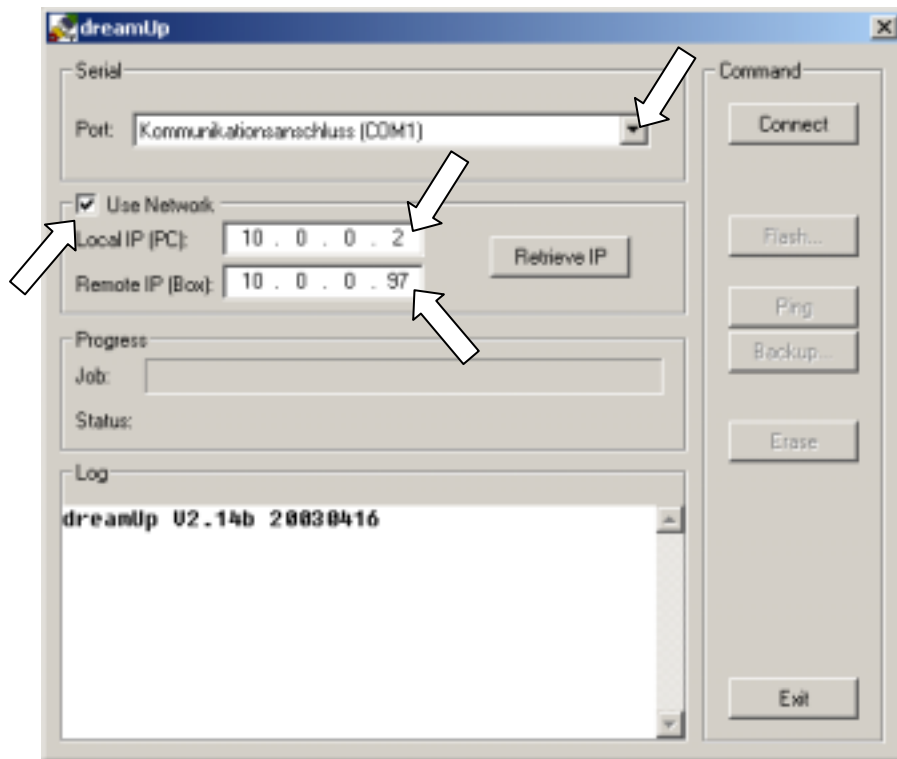 dreamUp
Serial
Port: Kommunikationsanschluss (COM1)
Use Network
Local IP (PC): 10 . 0 . 0 . 2
Remote IP (Box): 10 . 0 . 0 . 97
Retrieve IP
Progress
Job:
Status:
Log
dreamUp V2.14b 20030416
Command
Connect
Flash...
Ping
Backup...
Erase
Exit